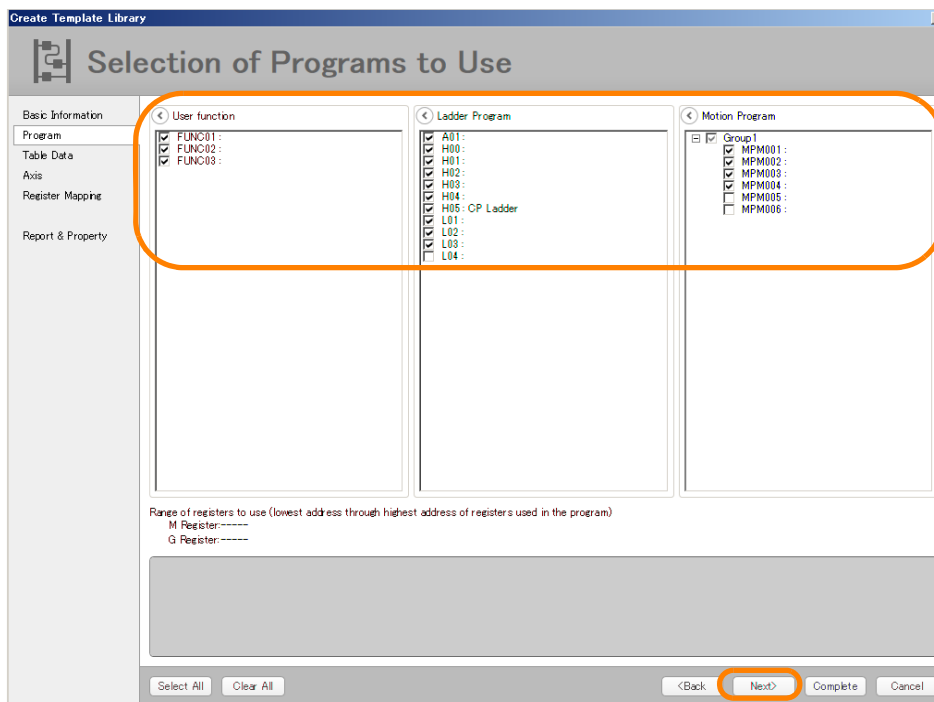 Create Template Library
Selection of Programs to Use
Basic Information
Program
Table Data
Axis
Register Mapping
Report & Property
User function
FUNC01 :
FUNC02 :
FUNC03 :
Ladder Program
A01 :
H00 :
H01 :
H02 :
H03 :
H04 :
H05 : CP Ladder
L01 :
L02 :
L03 :
L04 :
Motion Program
Group1
MPM001 :
MPM002 :
MPM003 :
MPM004 :
MPM005 :
MPM006 :
Range of registers to use (lowest address through highest address of registers used in the program)
M Register:-----
G Register:-----
Select All Clear All <Back Next> Complete Cancel